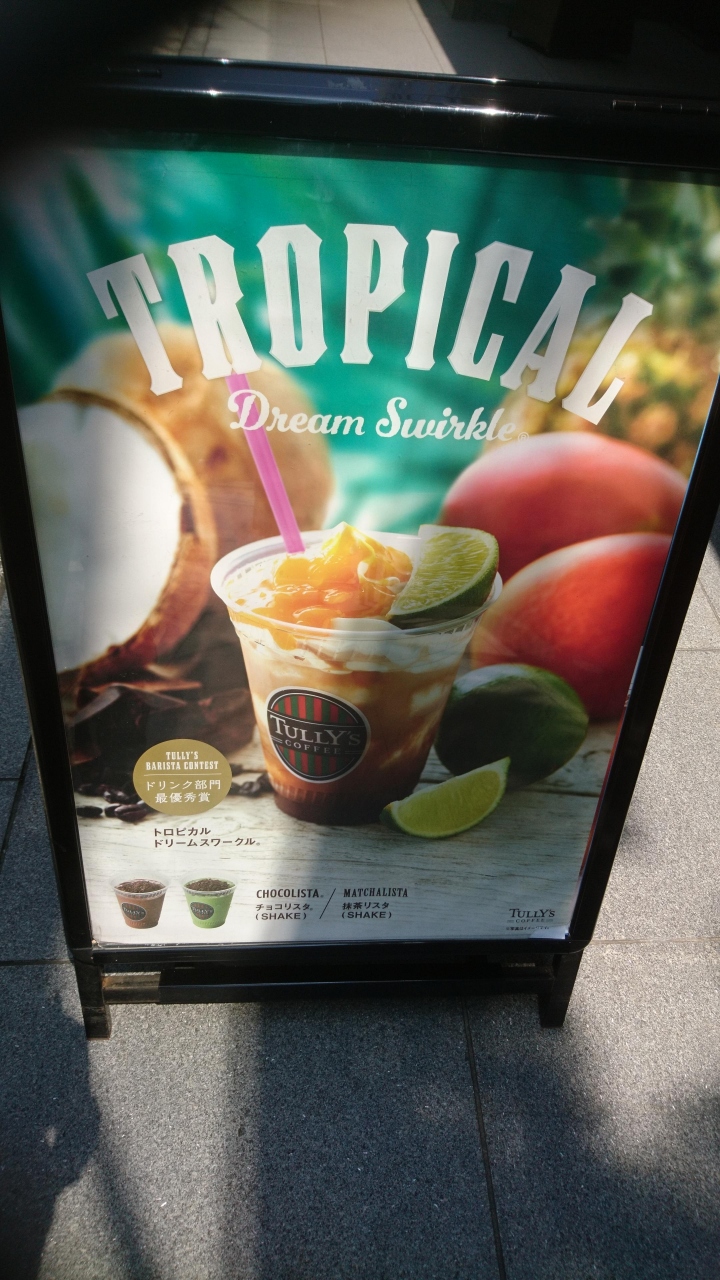 TROPICAL
Dream Swirkle
TULLY'S
COFFEE
TULLY'S
BARISTA CONTEST
ドリンク部門
最優秀賞
トロピカル
ドリームスワークル。
CHOCOLISTA / MATCHALISTA
チョコリスタ。 抹茶リスタ
(SHAKE) (SHAKE)
TULLY'S
COFFEE